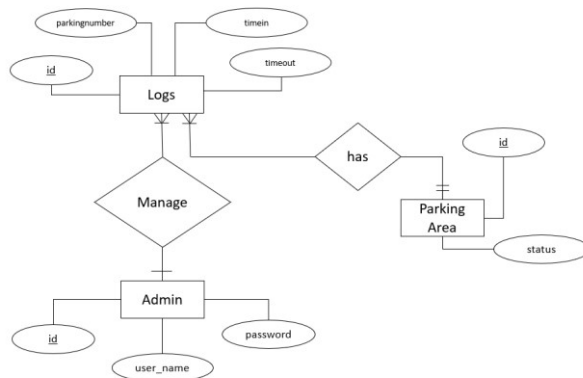 parkingnumber
timein
id
timeout
Logs
has
id
Manage
Parking
Area
status
Admin
id
password
user_name